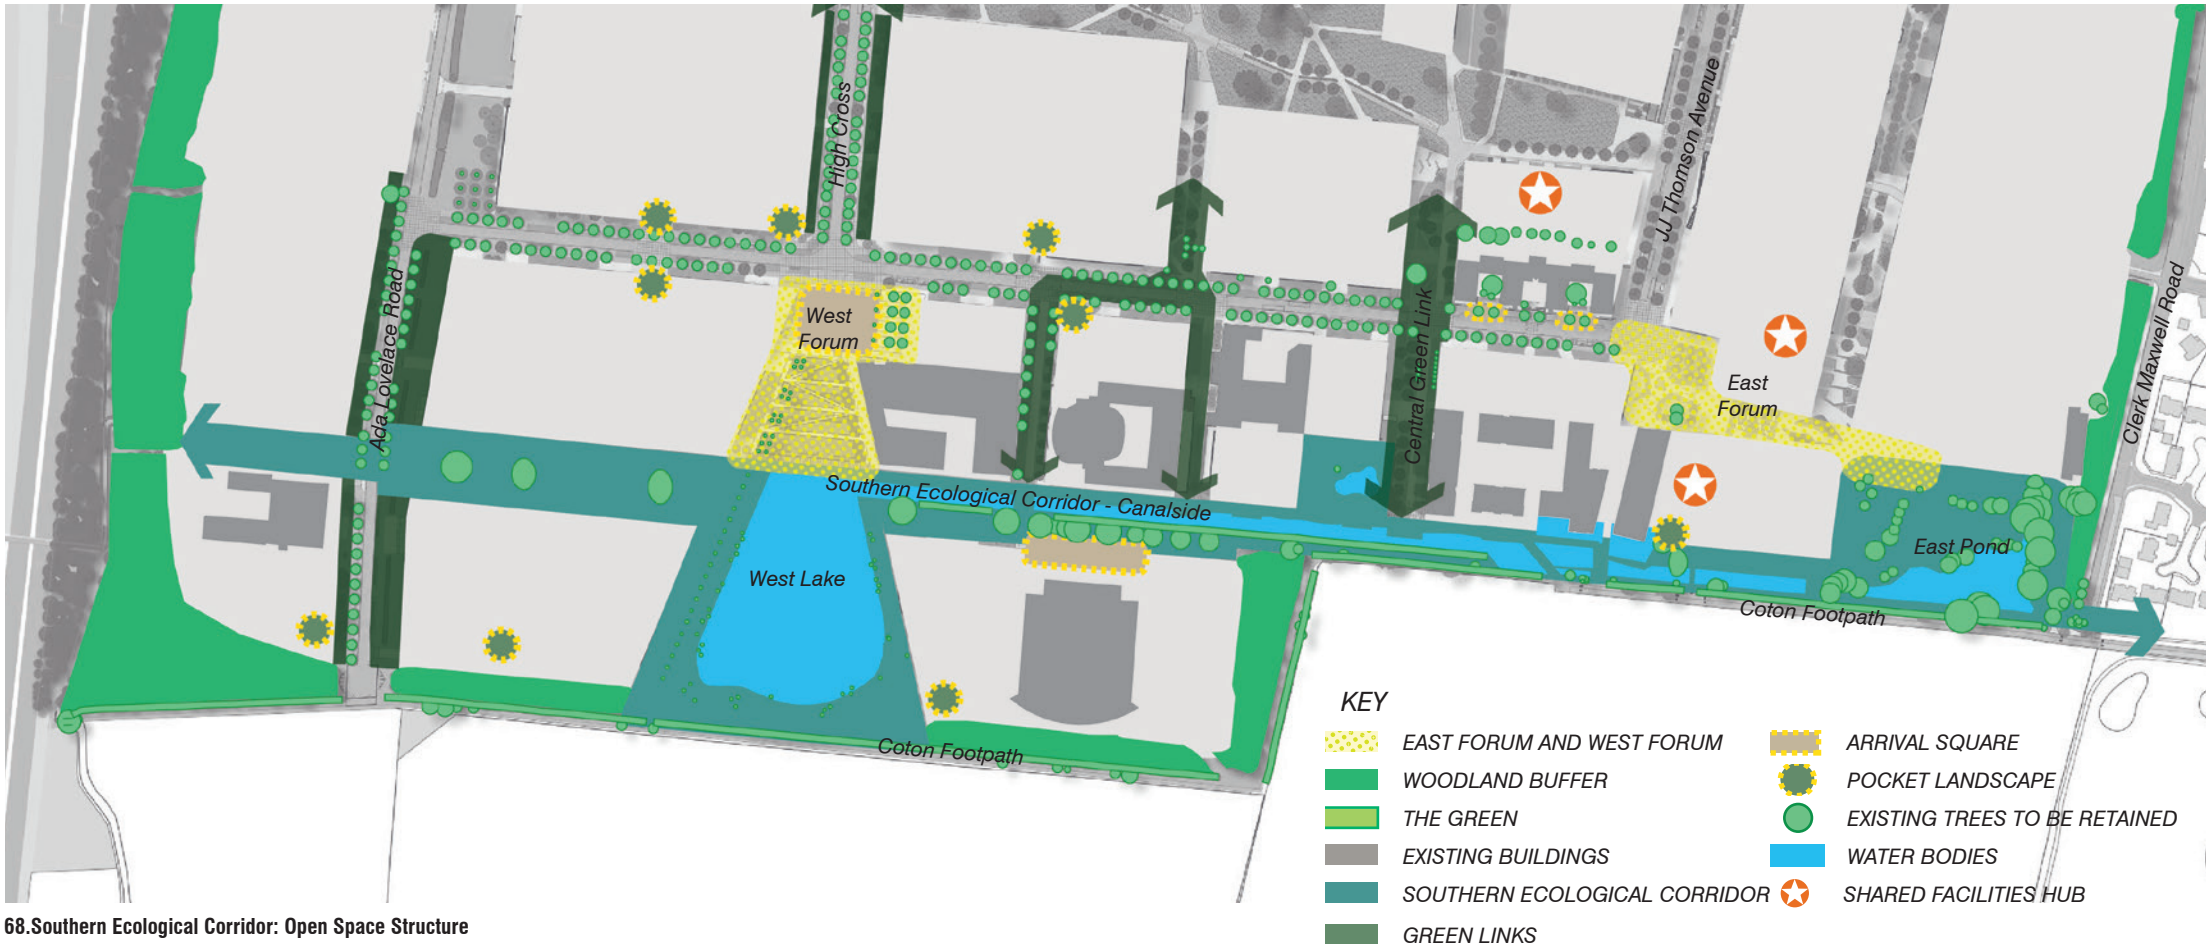 High Cross
JJ Thomson Avenue
Ada Lovelace Road
West
Forum
Central Green Link
Clerk Maxwell Road
East
Forum
Southern Ecological Corridor - Canalside
West Lake
East Pond
Coton Footpath
Coton Footpath
KEY
EAST FORUM AND WEST FORUM
WOODLAND BUFFER
THE GREEN
EXISTING BUILDINGS
SOUTHERN ECOLOGICAL CORRIDOR
GREEN LINKS
ARRIVAL SQUARE
POCKET LANDSCAPE
EXISTING TREES TO BE RETAINED
WATER BODIES
SHARED FACILITIES HUB
68.Southern Ecological Corridor: Open Space Structure